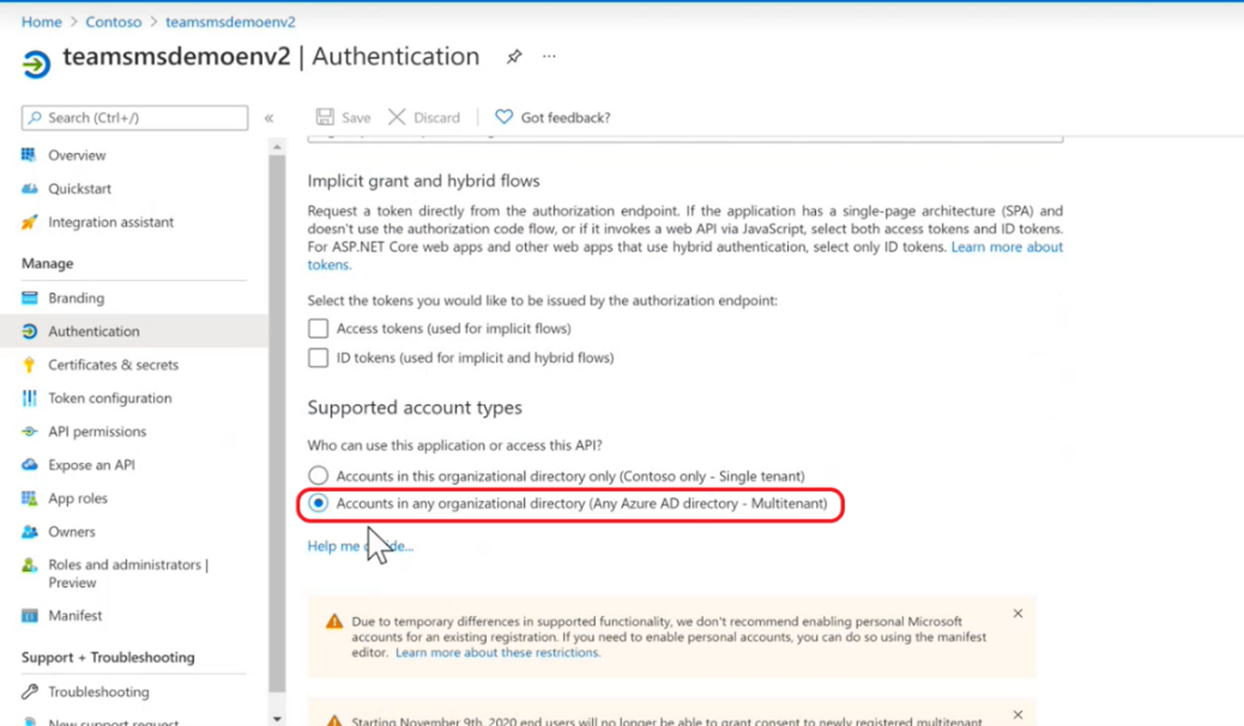 Home > Contoso > teamsmsdemoenv2
teamsmsdemoenv2 | Authentication
Search (Ctrl+/)
«
Save
Discard
Got feedback?
Overview
Quickstart
Integration assistant
Manage
Branding
Authentication
Certificates & secrets
Token configuration
API permissions
Expose an API
App roles
Owners
Roles and administrators |
Preview
Manifest
Support + Troubleshooting
Troubleshooting
New support request
Implicit grant and hybrid flows
Request a token directly from the authorization endpoint. If the application has a single-page architecture (SPA) and
doesn't use the authorization code flow, or if it invokes a web API via JavaScript, select both access tokens and ID tokens.
For ASP.NET Core web apps and other web apps that use hybrid authentication, select only ID tokens. Learn more about
tokens.
Select the tokens you would like to be issued by the authorization endpoint:
Access tokens (used for implicit flows)
ID tokens (used for implicit and hybrid flows)
Supported account types
Who can use this application or access this API?
Accounts in this organizational directory only (Contoso only - Single tenant)
Accounts in any organizational directory (Any Azure AD directory - Multitenant)
Help me
Due to temporary differences in supported functionality, we don't recommend enabling personal Microsoft
accounts for an existing registration. If you need to enable personal accounts, you can do so using the manifest
editor. Learn more about these restrictions.
Starting November 9th, 2020 end users will no longer be able to grant consent to newly registered multitenant